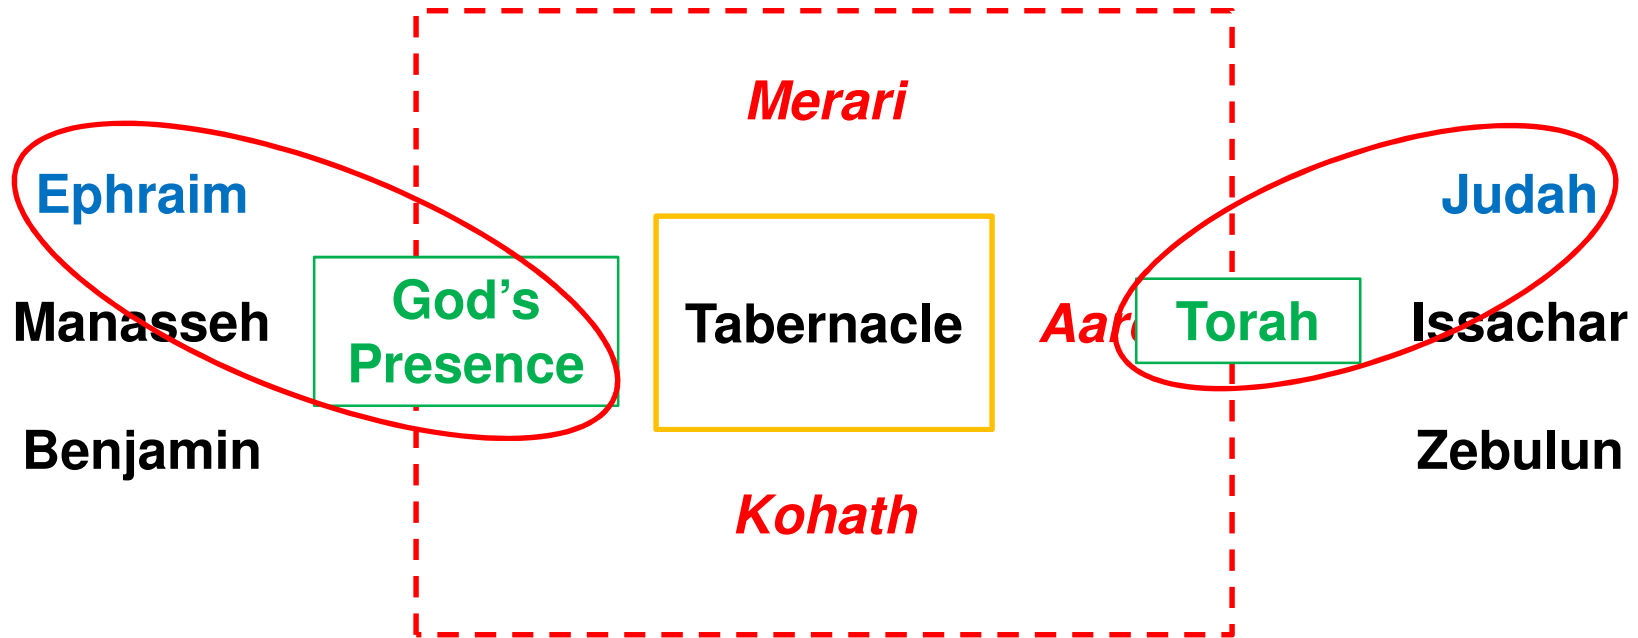 Merari
Ephraim
Judah
God’s
Presence
Manasseh
Tabernacle
Torah
Issachar
Benjamin
Zebulun
Kohath